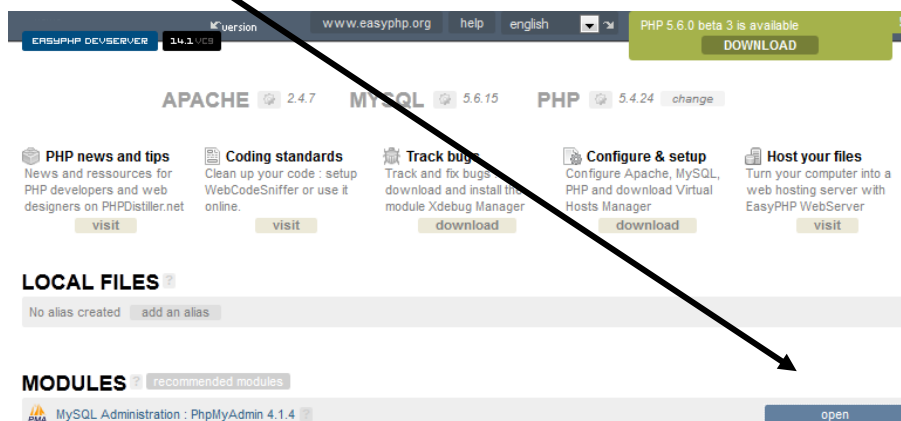 version www.easyphp.org help english PHP 5.6.0 beta 3 is available
EASYPHP DEVSERVER 14.1 VC9 DOWNLOAD
APACHE 2.4.7 MYSQL 5.6.15 PHP 5.4.24 change
PHP news and tips
News and ressources for
PHP developers and web
designers on PHPDistiller.net
visit
Coding standards
Clean up your code : setup
WebCodeSniffer or use it
online.
visit
Track bugs
Track and fix bugs
download and install the
module Xdebug Manager
download
Configure & setup
Configure Apache, MySQL,
PHP and download Virtual
Hosts Manager
download
Host your files
Turn your computer into a
web hosting server with
EasyPHP WebServer
visit
LOCAL FILES ?
No alias created add an alias
MODULES ? recommended modules
PMA MySQL Administration : PhpMyAdmin 4.1.4 ? open